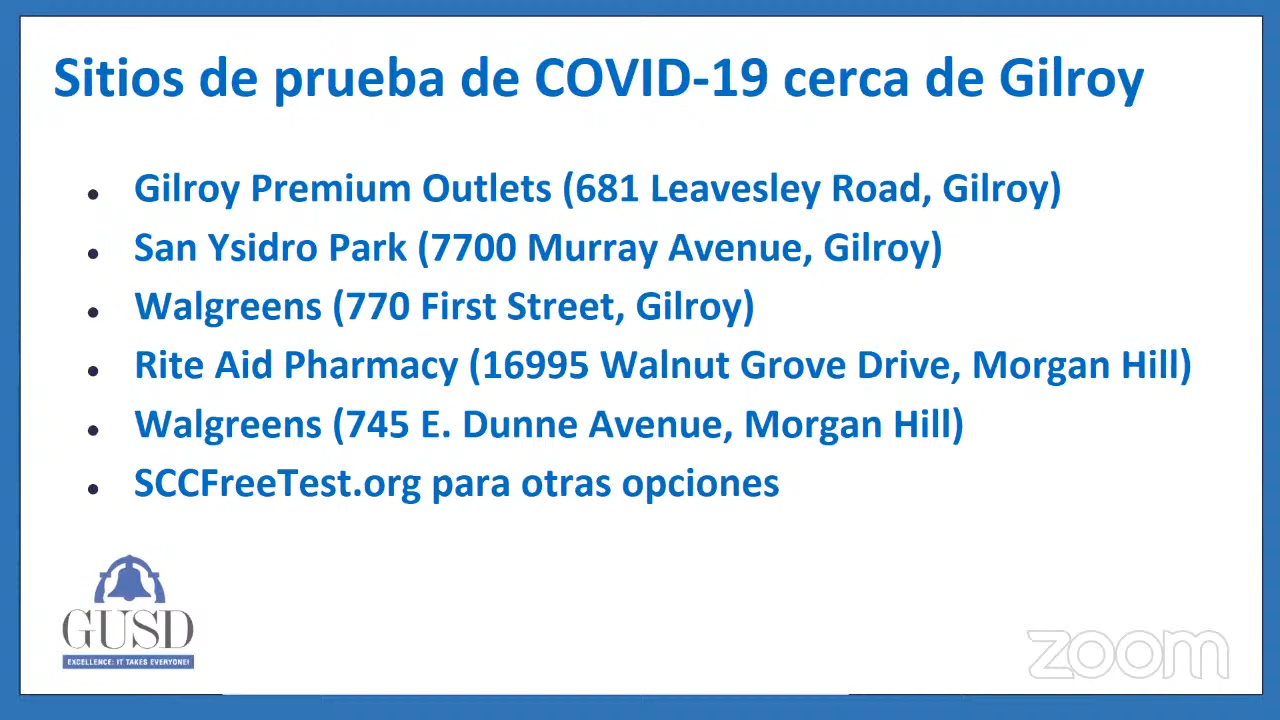 Sitios de prueba de COVID-19 cerca de Gilroy
● Gilroy Premium Outlets (681 Leavesley Road, Gilroy)
● San Ysidro Park (7700 Murray Avenue, Gilroy)
● Walgreens (770 First Street, Gilroy)
● Rite Aid Pharmacy (16995 Walnut Grove Drive, Morgan Hill)
● Walgreens (745 E. Dunne Avenue, Morgan Hill)
● SCCFreeTest.org para otras opciones
GUSD
EXCELLENCE: IT TAKES EVERYONE!
zoom